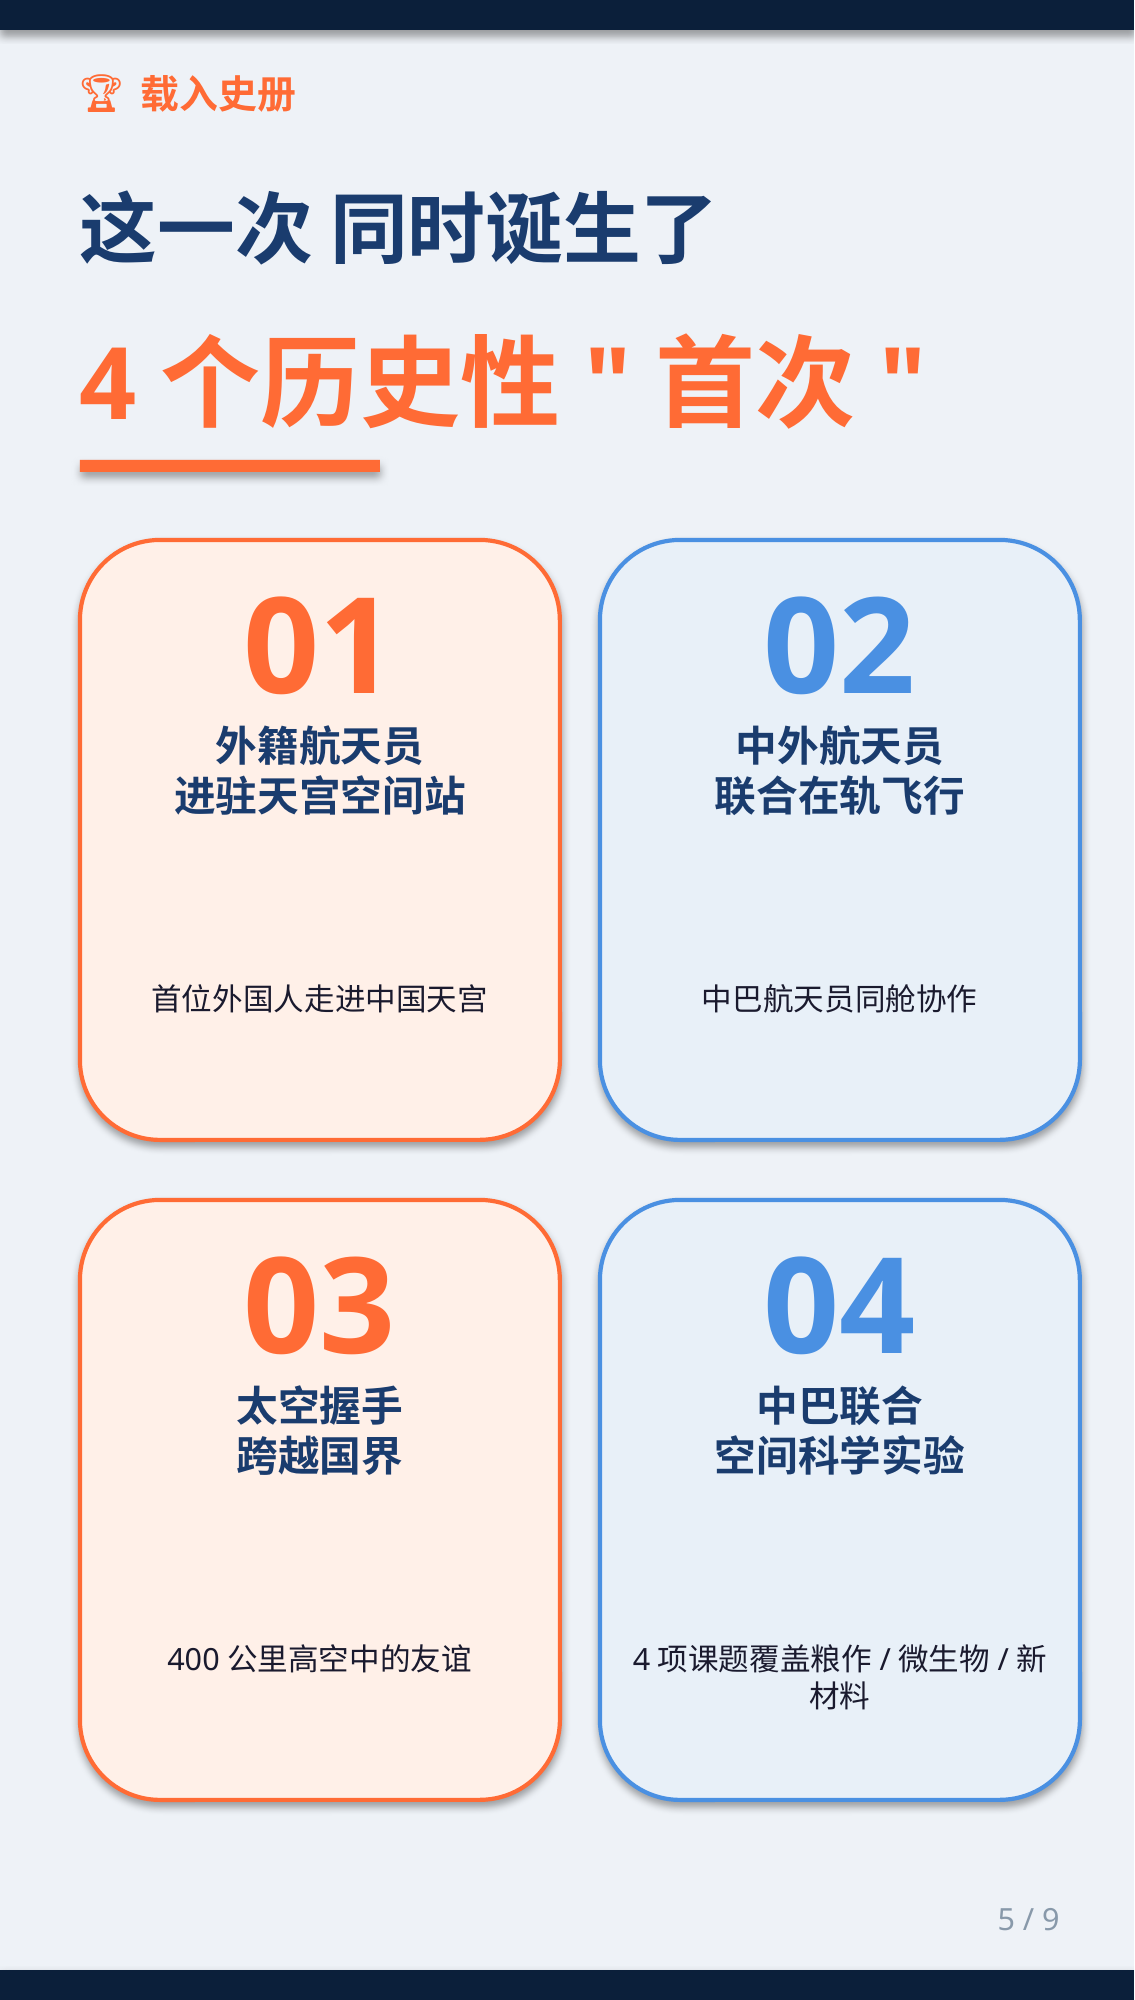 🏆 载入史册
这一次 同时诞生了
4 个历史性 " 首次 "
01
外籍航天员
进驻天宫空间站
首位外国人走进中国天宫
02
中外航天员
联合在轨飞行
中巴航天员同舱协作
03
太空握手
跨越国界
400 公里高空中的友谊
04
中巴联合
空间科学实验
4 项课题覆盖粮作 / 微生物 / 新
材料
5 / 9